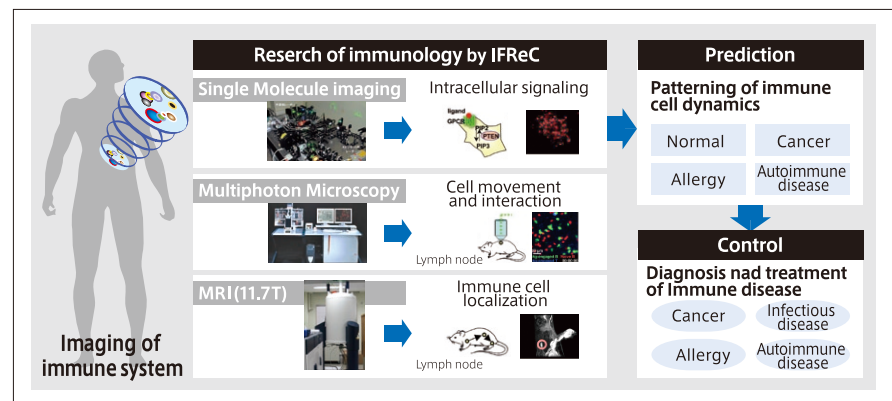 Reserch of immunology by IFReC
Single Molecule imaging
Intracellular signaling
ligand
GPCR
PIP2
PTEN
PIP3
Multiphoton Microscopy
Cell movement
and interaction
Lymph node
MRI(11.7T)
Immune cell
localization
Lymph node
Imaging of
immune system
Prediction
Patterning of immune
cell dynamics
Normal
Cancer
Allergy
Autoimmune
disease
Control
Diagnosis nad treatment
of Immune disease
Cancer
Infectious
disease
Allergy
Autoimmune
disease